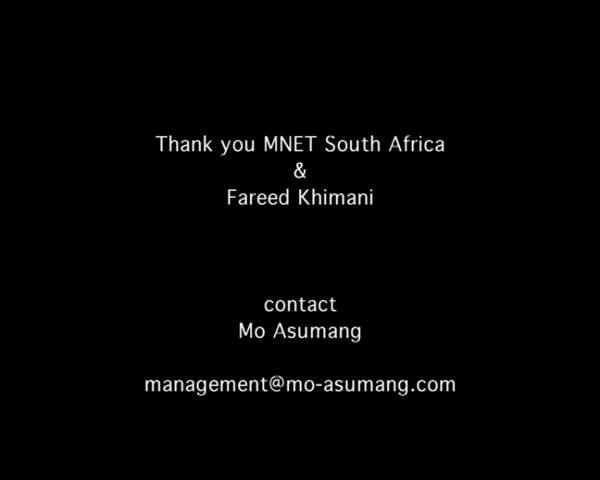 Thank you MNET South Africa
&
Fareed Khimani
contact
Mo Asumang
management@mo-asumang.com